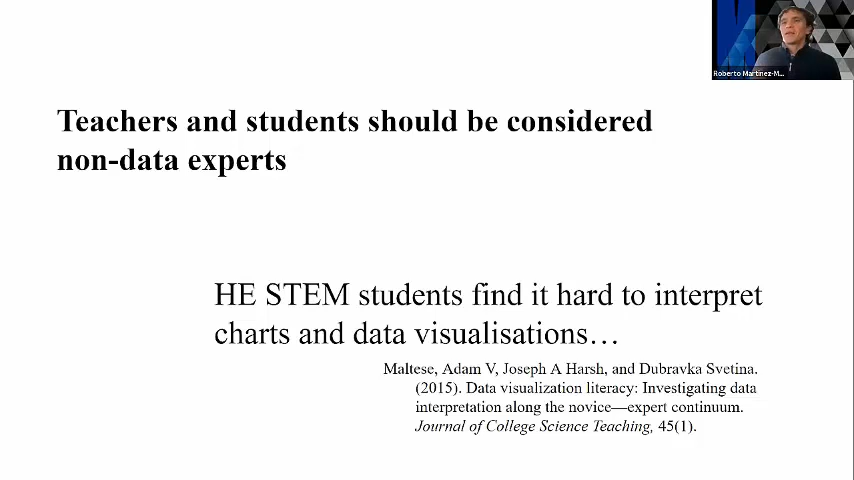 Roberto Martinez-M...
Teachers and students should be considered
non-data experts
HE STEM students find it hard to interpret
charts and data visualisations…
Maltese, Adam V, Joseph A Harsh, and Dubravka Svetina.
(2015). Data visualization literacy: Investigating data
interpretation along the novice—expert continuum.
Journal of College Science Teaching, 45(1).